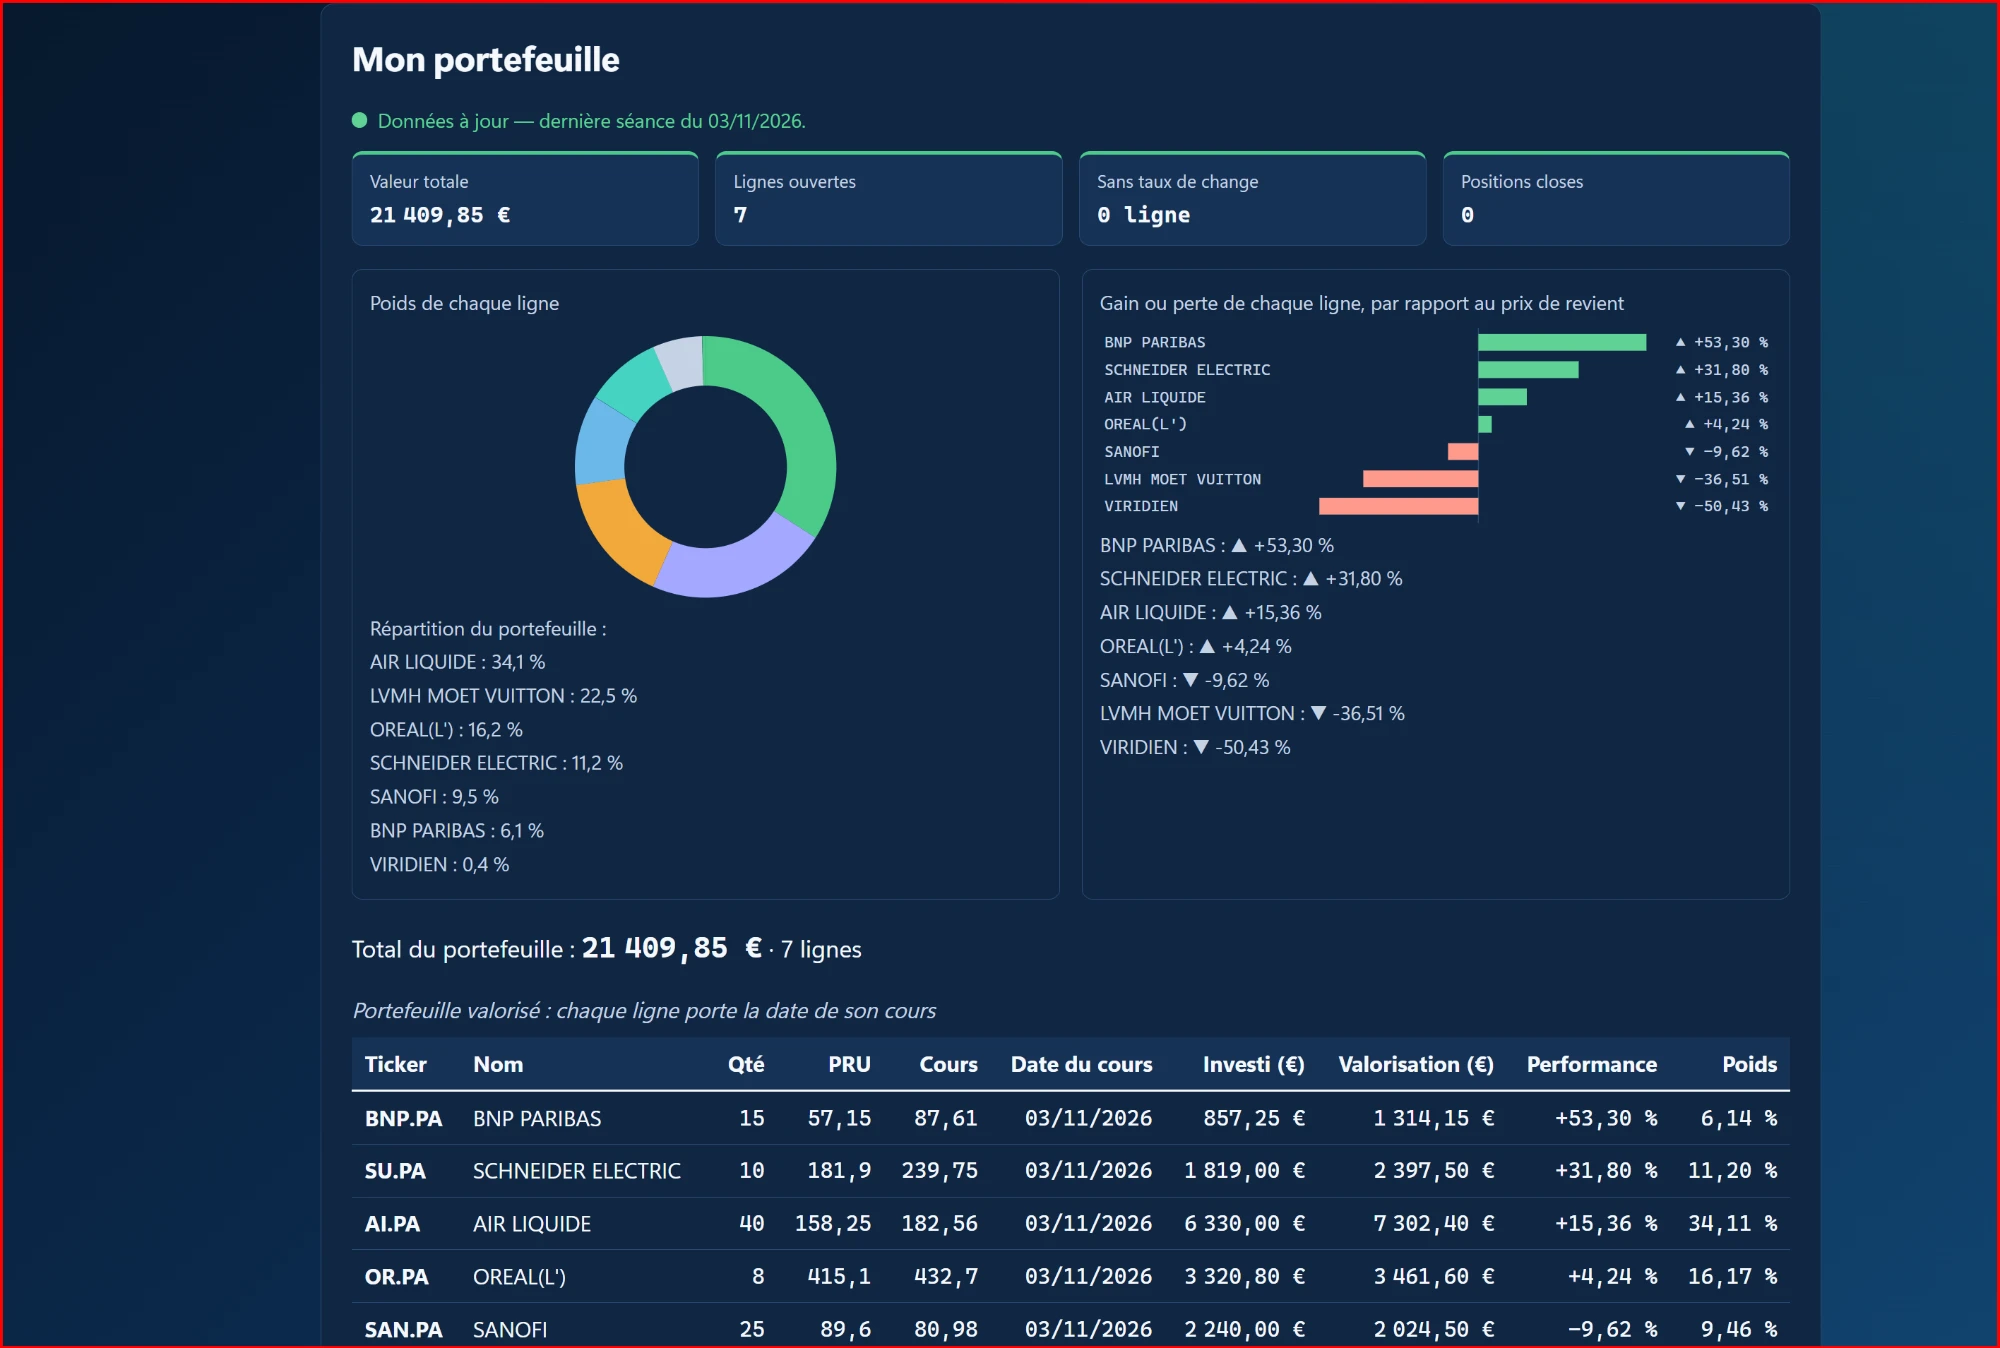 Mon portefeuille
Données à jour — dernière séance du 03/11/2026.
Valeur totale
21 409,85 €
Lignes ouvertes
7
Sans taux de change
0 ligne
Positions closes
0
Poids de chaque ligne
Répartition du portefeuille :
AIR LIQUIDE : 34,1 %
LVMH MOET VUITTON : 22,5 %
OREAL(L') : 16,2 %
SCHNEIDER ELECTRIC : 11,2 %
SANOFI : 9,5 %
BNP PARIBAS : 6,1 %
VIRIDIEN : 0,4 %
Gain ou perte de chaque ligne, par rapport au prix de revient
BNP PARIBAS ▲ +53,30 %
SCHNEIDER ELECTRIC ▲ +31,80 %
AIR LIQUIDE ▲ +15,36 %
OREAL(L') ▲ +4,24 %
SANOFI ▼ −9,62 %
LVMH MOET VUITTON ▼ −36,51 %
VIRIDIEN ▼ −50,43 %
BNP PARIBAS : ▲ +53,30 %
SCHNEIDER ELECTRIC : ▲ +31,80 %
AIR LIQUIDE : ▲ +15,36 %
OREAL(L') : ▲ +4,24 %
SANOFI : ▼ -9,62 %
LVMH MOET VUITTON : ▼ -36,51 %
VIRIDIEN : ▼ -50,43 %
Total du portefeuille : 21 409,85 € · 7 lignes
Portefeuille valorisé : chaque ligne porte la date de son cours
Ticker Nom Qté PRU Cours Date du cours Investi (€) Valorisation (€) Performance Poids
BNP.PA BNP PARIBAS 15 57,15 87,61 03/11/2026 857,25 € 1 314,15 € +53,30 % 6,14 %
SU.PA SCHNEIDER ELECTRIC 10 181,9 239,75 03/11/2026 1 819,00 € 2 397,50 € +31,80 % 11,20 %
AI.PA AIR LIQUIDE 40 158,25 182,56 03/11/2026 6 330,00 € 7 302,40 € +15,36 % 34,11 %
OR.PA OREAL(L') 8 415,1 432,7 03/11/2026 3 320,80 € 3 461,60 € +4,24 % 16,17 %
SAN.PA SANOFI 25 89,6 80,98 03/11/2026 2 240,00 € 2 024,50 € −9,62 % 9,46 %